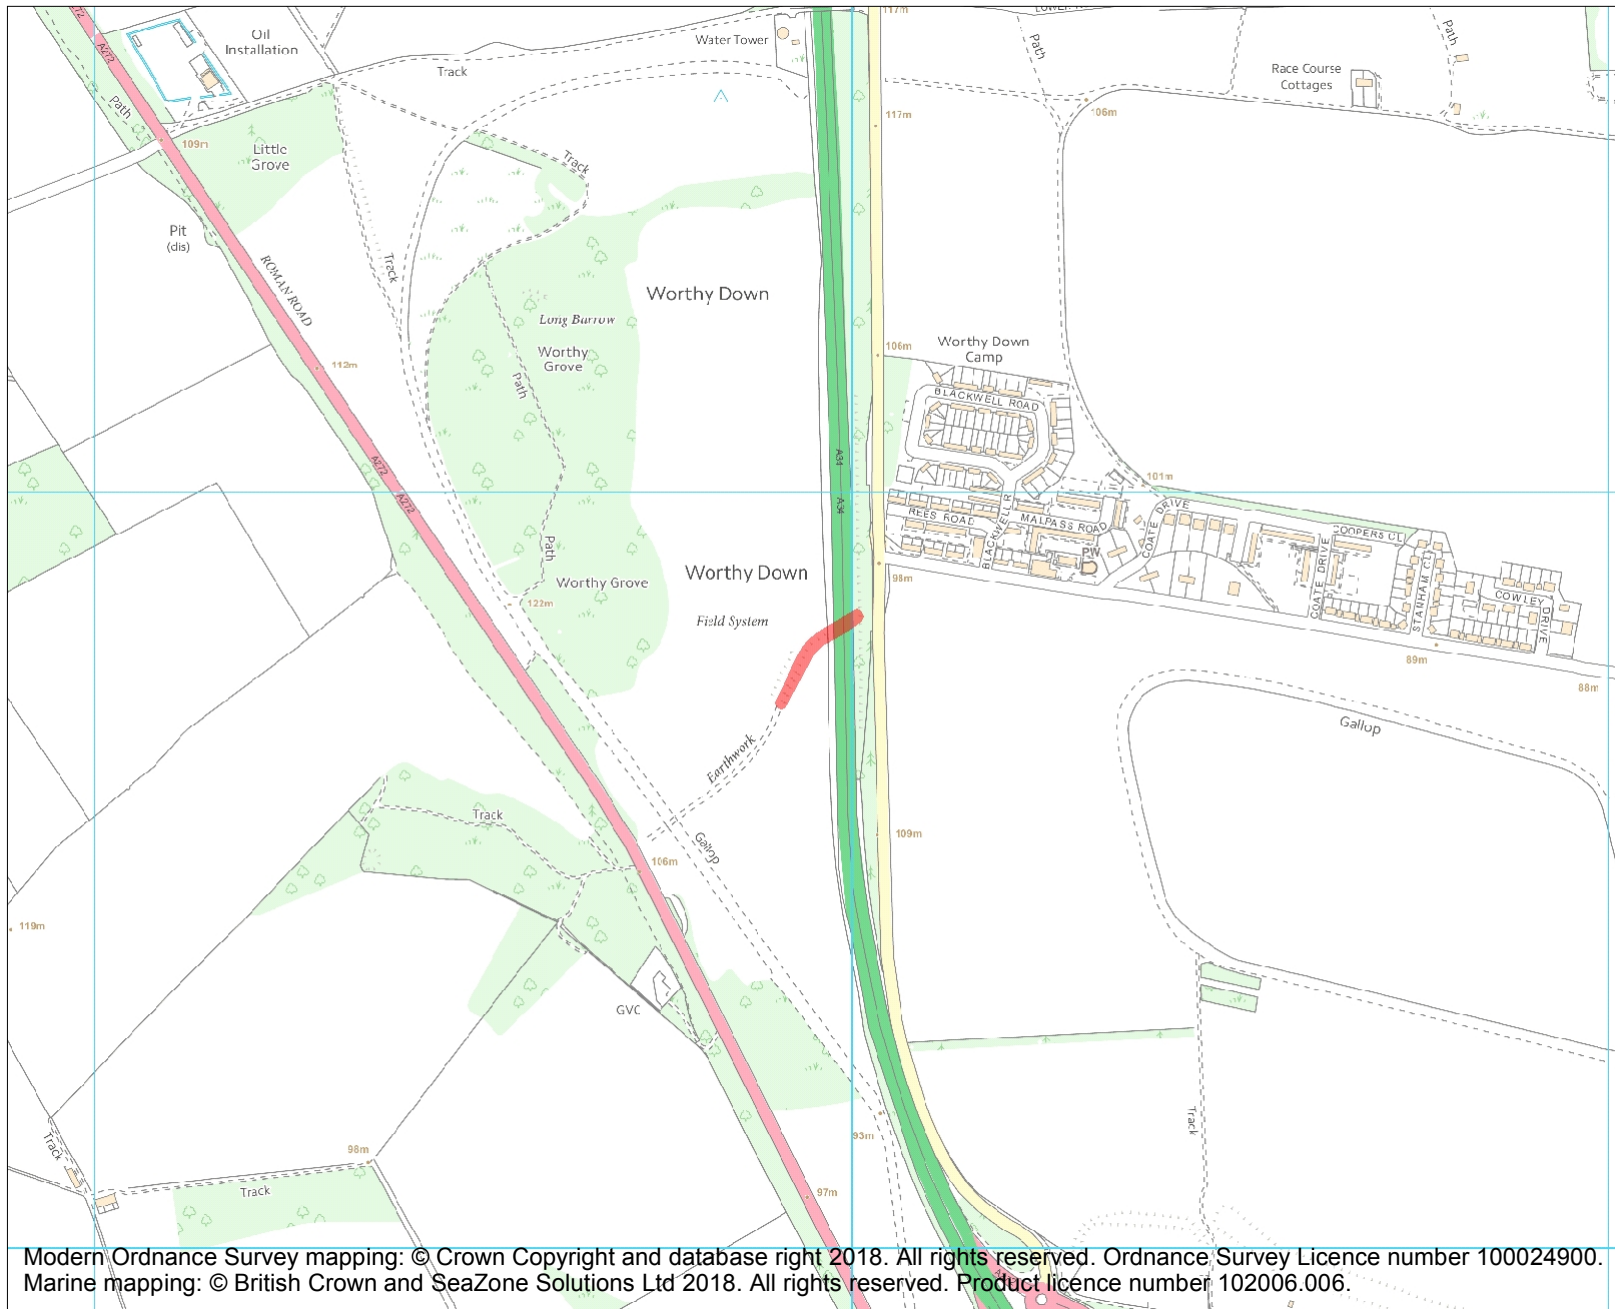 A272
Oil
Installation
Water Tower
117m
Path
Path
Track
Race Course
Cottages
Path
109m
Little
Grove
117m
106m
Track
Pit
(dis)
Track
ROMAN ROAD
Worthy Down
Long Barrow
Worthy
Grove
112m
106m
Worthy Down
Camp
Path
BLACKWELL ROAD
A272
A272
A34
A34
101m
REES ROAD
BLACKWELL R
MALPASS ROAD
COATE DRIVE
COOPERS CL
PW
Path
Worthy Down
Worthy Grove
98m
COATE DRIVE
STANHAM CL
COWLEY
DRIVE
122m
Field System
89m
88m
Gallup
Earthwork
Track
Gallop
106m
109m
119m
GVC
Track
93m
Track
98m
Track
97m
Modern Ordnance Survey mapping: © Crown Copyright and database right 2018. All rights reserved. Ordnance Survey Licence number 100024900.
Marine mapping: © British Crown and SeaZone Solutions Ltd 2018. All rights reserved. Product licence number 102006.006.